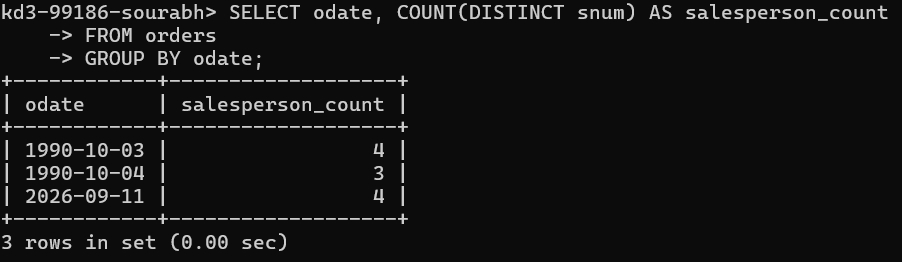 kd3-99186-sourabh> SELECT odate, COUNT(DISTINCT snum) AS salesperson_count
    -> FROM orders
    -> GROUP BY odate;
+------------+-------------------+
| odate      | salesperson_count |
+------------+-------------------+
| 1990-10-03 |                 4 |
| 1990-10-04 |                 3 |
| 2026-09-11 |                 4 |
+------------+-------------------+
3 rows in set (0.00 sec)